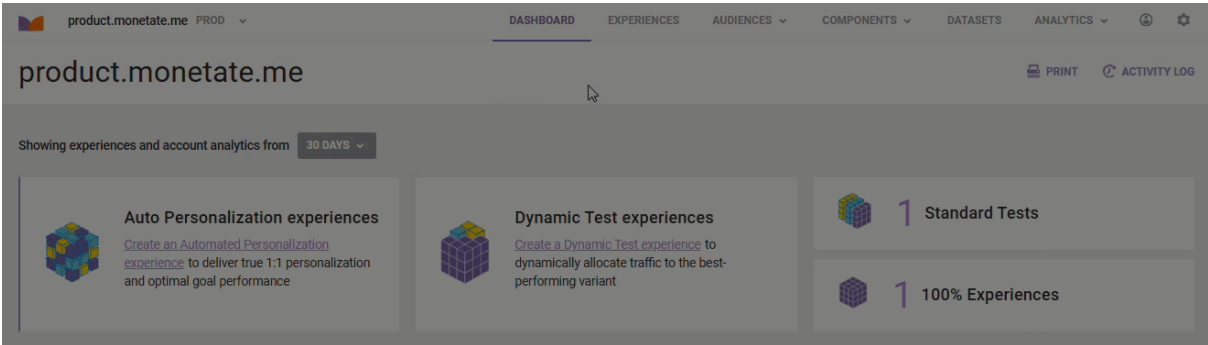 product.monetate.me PROD
DASHBOARD EXPERIENCES AUDIENCES COMPONENTS DATASETS ANALYTICS
product.monetate.me
PRINT ACTIVITY LOG
Showing experiences and account analytics from 30 DAYS
Auto Personalization experiences
Create an Automated Personalization
experience to deliver true 1:1 personalization
and optimal goal performance
Dynamic Test experiences
Create a Dynamic Test experience to
dynamically allocate traffic to the best-
performing variant
1 Standard Tests
1 100% Experiences